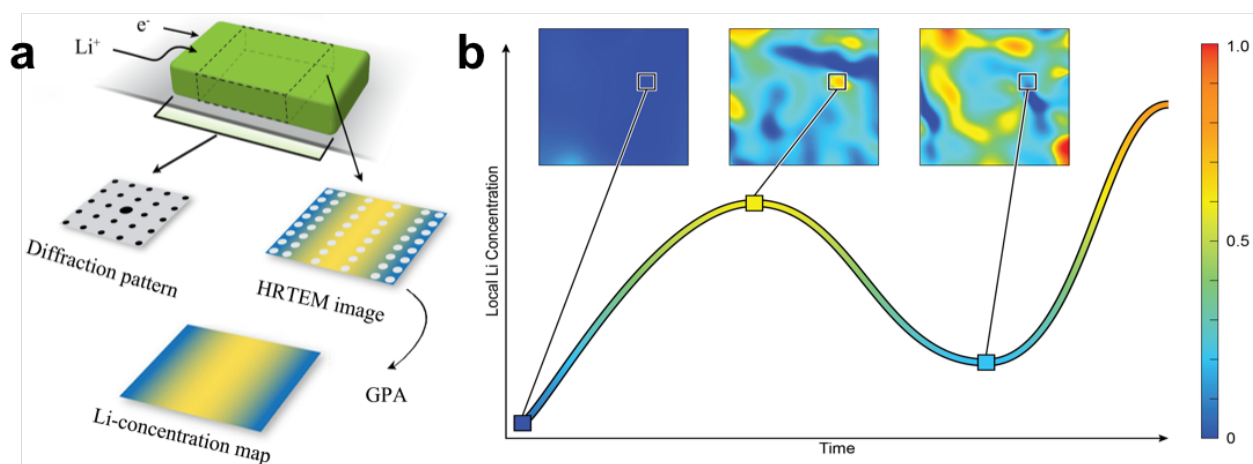 a
e-
Li+
Diffraction pattern
HRTEM image
GPA
Li-concentration map
b
Local Li Concentration
Time
1.0
0.5
0